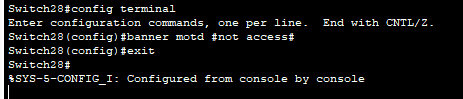 Switch28#config terminal
Enter configuration commands, one per line.  End with CNTL/Z.
Switch28(config)#banner motd #not access#
Switch28(config)#exit
Switch28#
%SYS-5-CONFIG_I: Configured from console by console